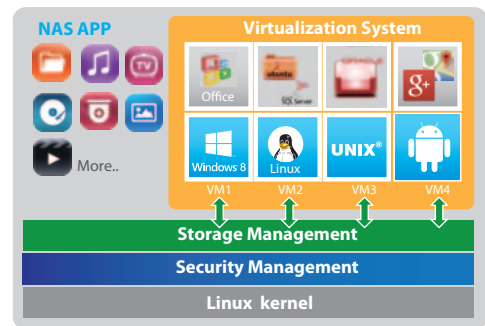 NAS APP
Virtualization System
TV
Office
ubuntu
SQL Server
g+
More..
Windows 8
Linux
UNIX®
VM1
VM2
VM3
VM4
Storage Management
Security Management
Linux kernel